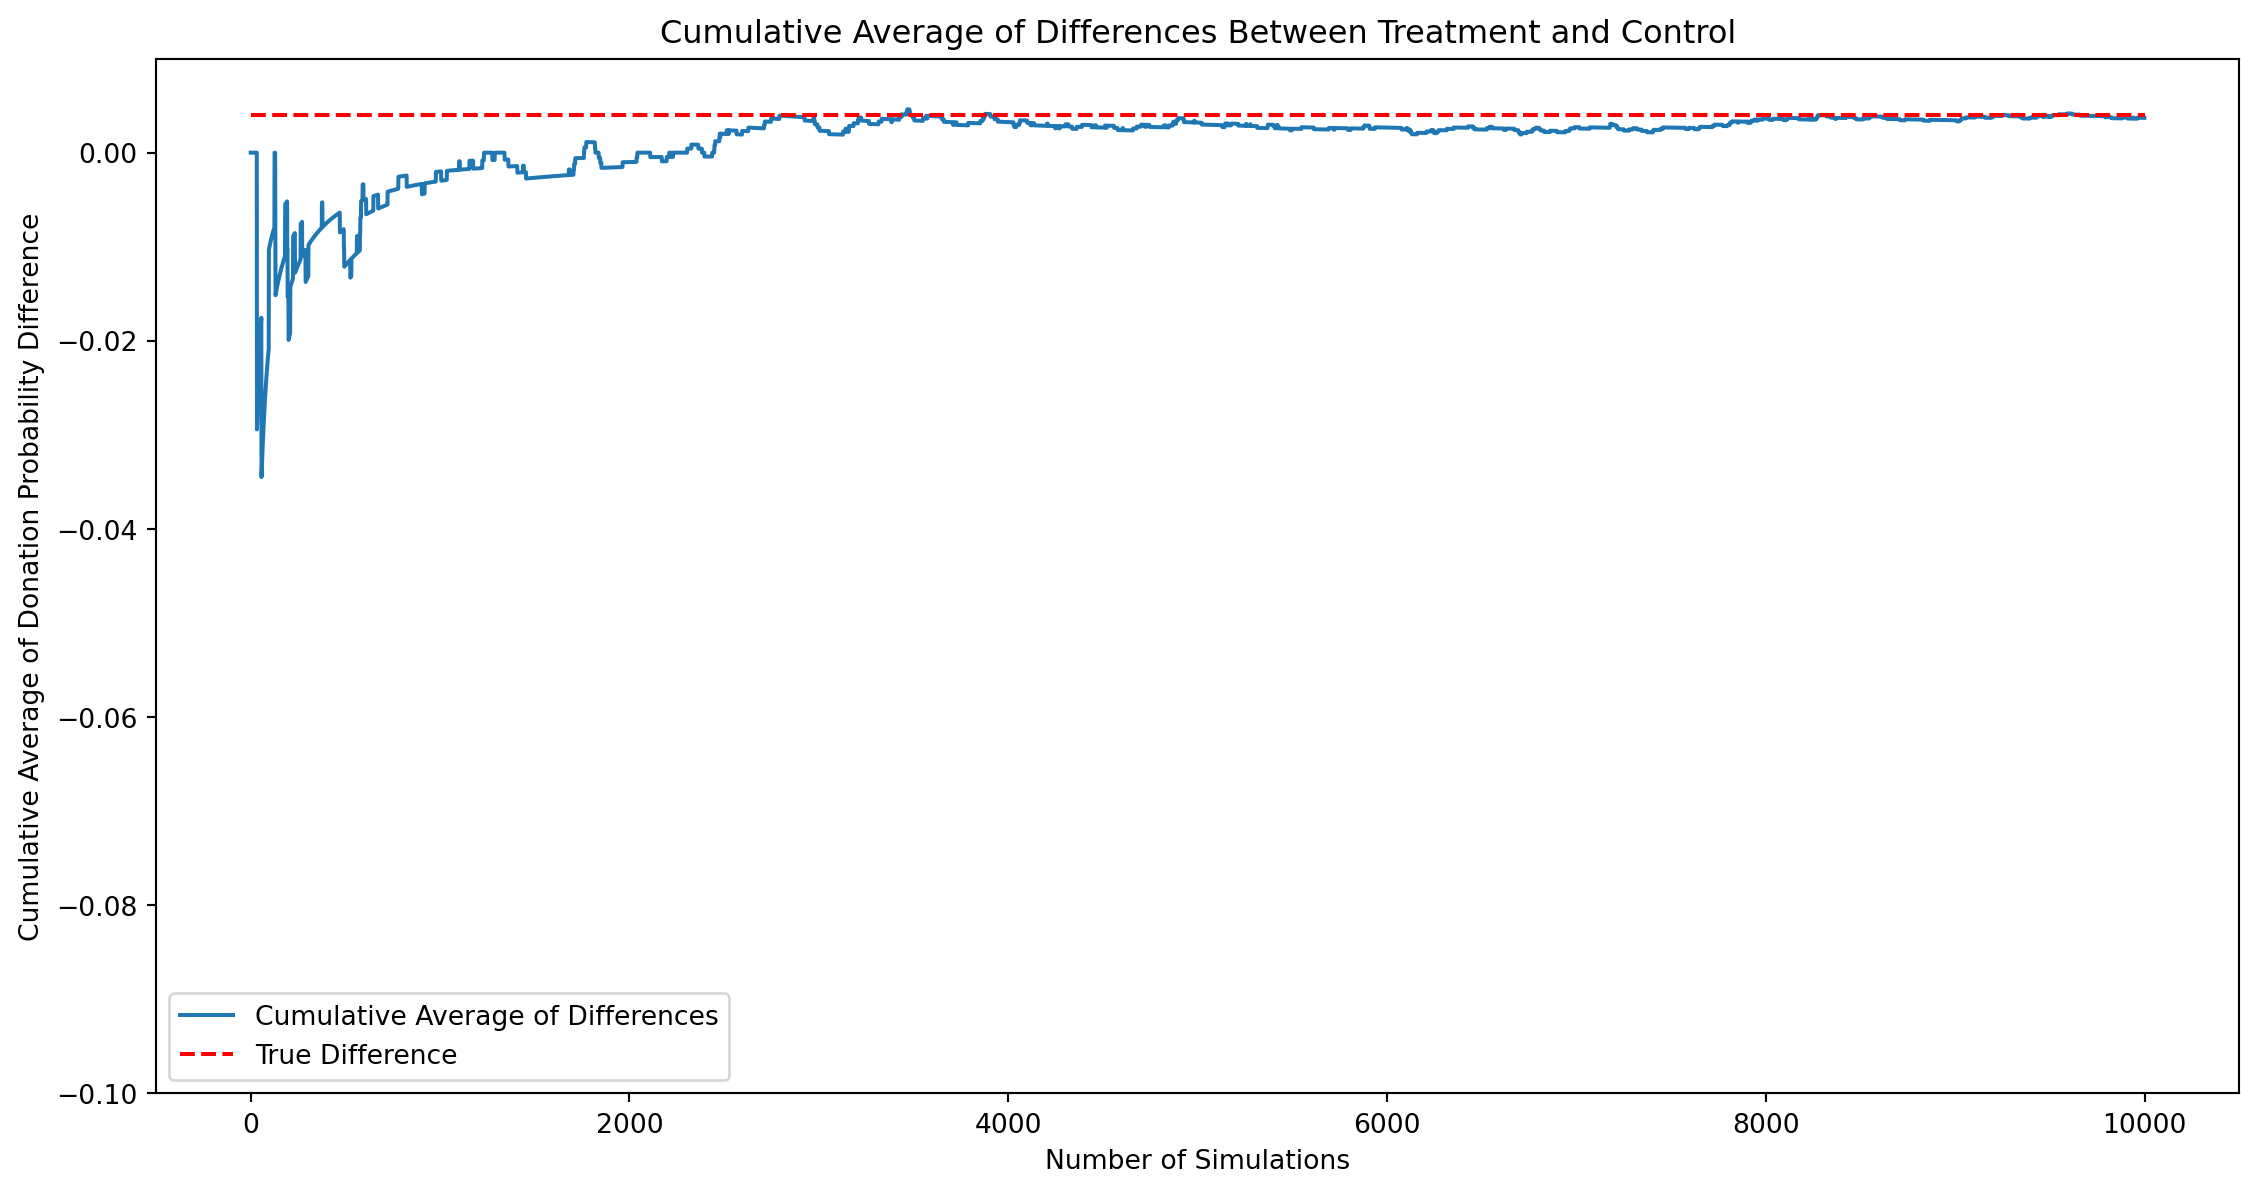 Cumulative Average of Differences Between Treatment and Control
Cumulative Average of Donation Probability Difference
0.00
−0.02
−0.04
−0.06
−0.08
−0.10
Cumulative Average of Differences
True Difference
0
2000
4000
6000
8000
10000
Number of Simulations